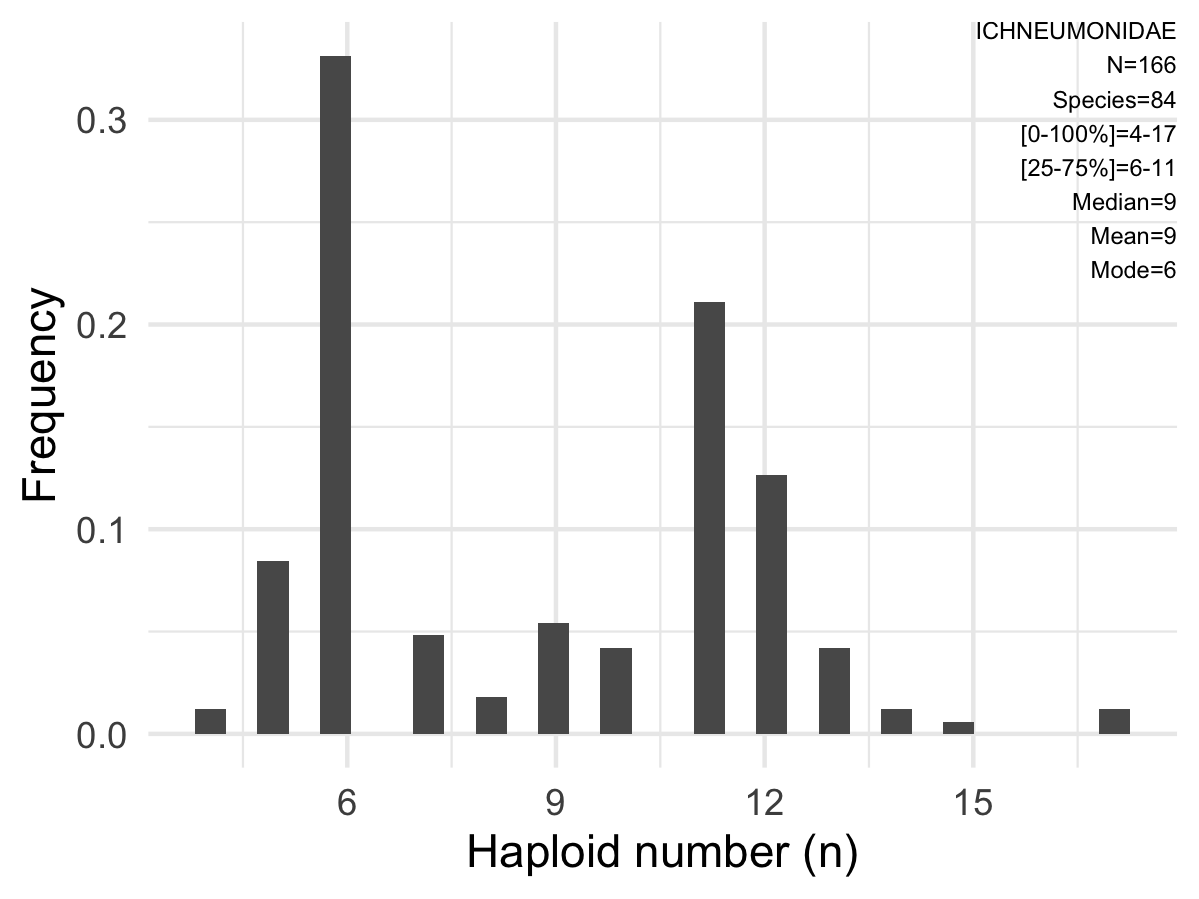 ICHNEUMONIDAE
N=166
Species=84
[0-100%]=4-17
[25-75%]=6-11
Median=9
Mean=9
Mode=6
0.3
0.2
0.1
0.0
Frequency
6 9 12 15
Haploid number (n)